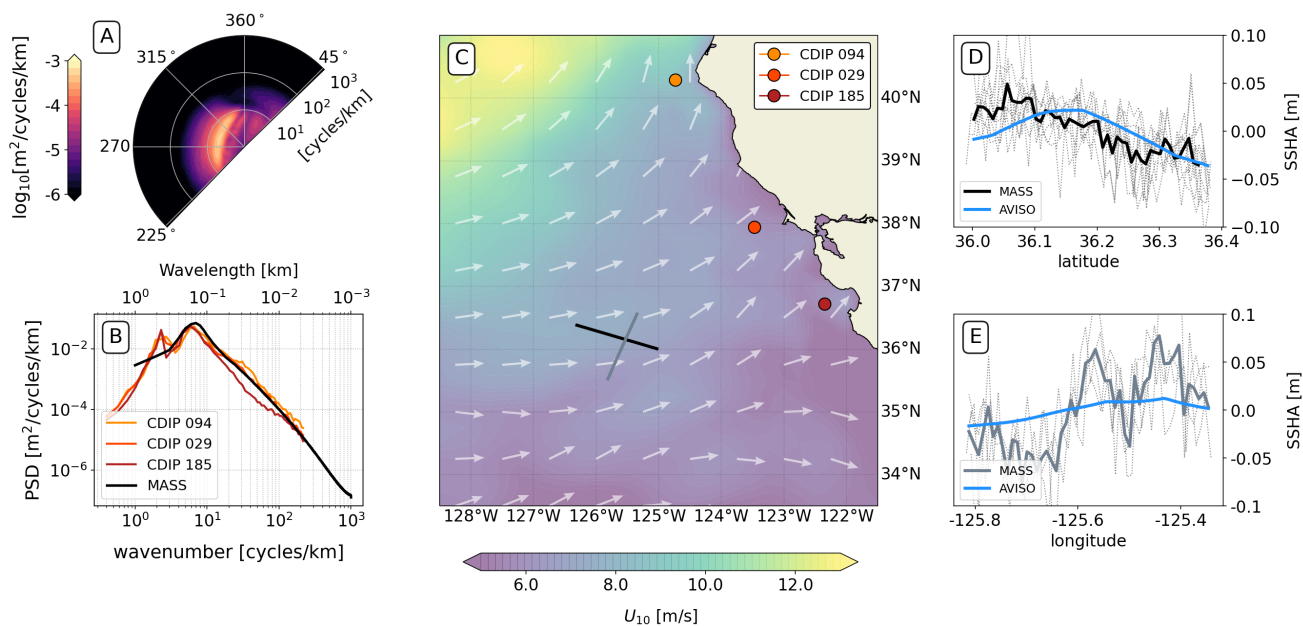 A
360°
315°
45°
270
225°
10¹
10²
10³
[cycles/km]
-3
-4
-5
-6
log₁₀[m²/cycles/km]
Wavelength [km]
10⁰ 10⁻¹ 10⁻² 10⁻³
B
PSD [m²/cycles/km]
10⁻²
10⁻⁴
10⁻⁶
CDIP 094
CDIP 029
CDIP 185
MASS
10⁰ 10¹ 10² 10³
wavenumber [cycles/km]
C
CDIP 094
CDIP 029
CDIP 185
40°N
39°N
38°N
37°N
36°N
35°N
34°N
128°W 127°W 126°W 125°W 124°W 123°W 122°W
6.0 8.0 10.0 12.0
U₁₀ [m/s]
D
0.10
0.05
0.00
−0.05
−0.10
SSHA [m]
MASS
AVISO
36.0 36.1 36.2 36.3 36.4
latitude
E
0.1
0.05
0.0
-0.05
-0.1
SSHA [m]
MASS
AVISO
-125.8 -125.6 -125.4
longitude